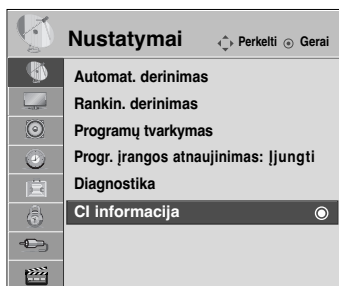 Nustatymai Perkelti Gerai
Automat. derinimas
Rankin. derinimas
Programų tvarkymas
Progr. įrangos atnaujinimas: Įjungti
Diagnostika
CI informacija